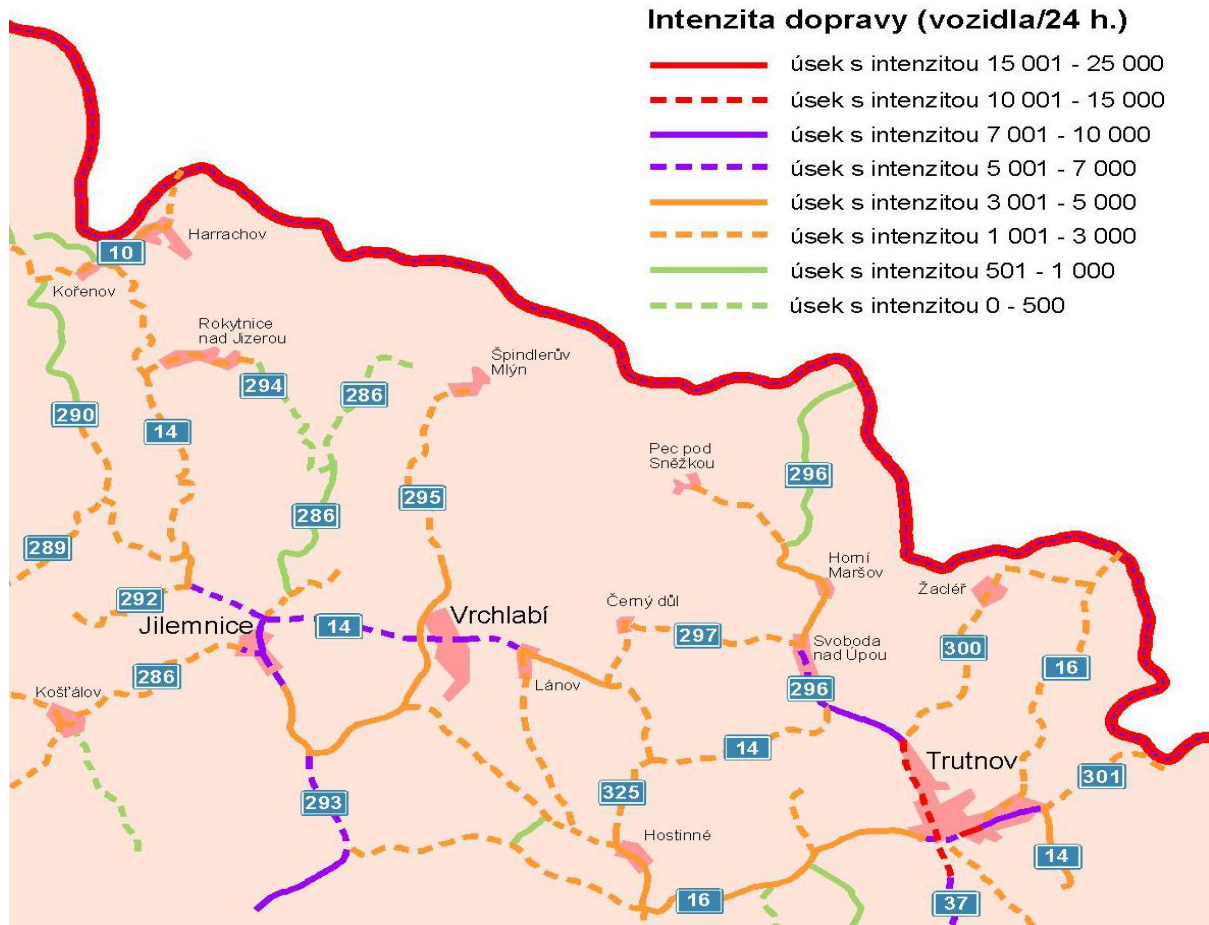 Intenzita dopravy (vozidla/24 h.)
úsek s intenzitou 15 001 - 25 000
úsek s intenzitou 10 001 - 15 000
úsek s intenzitou 7 001 - 10 000
úsek s intenzitou 5 001 - 7 000
úsek s intenzitou 3 001 - 5 000
úsek s intenzitou 1 001 - 3 000
úsek s intenzitou 501 - 1 000
úsek s intenzitou 0 - 500
Harrachov
10
Kořenov
Rokytnice
nad Jizerou
Špindlerův
Mlýn
294
286
290
14
Pec pod
Sněžkou
296
295
286
289
Horní
Maršov
Žacléř
292
Černý důl
Jilemnice
14
Vrchlabí
297
Svoboda
nad Úpou
300
16
286
Lánov
296
Košťálov
14
Trutnov
301
293
325
Hostinné
14
16
37